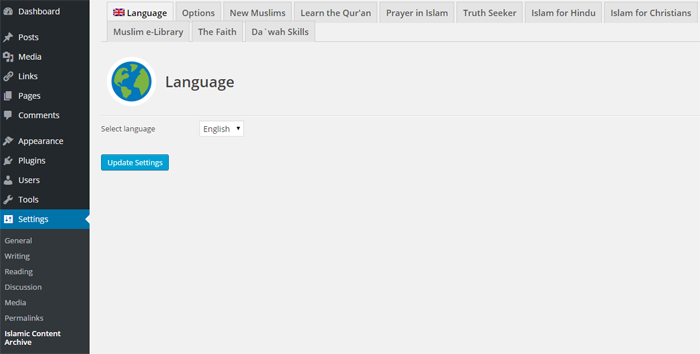 Dashboard
Posts
Media
Links
Pages
Comments
Appearance
Plugins
Users
Tools
Settings
General
Writing
Reading
Discussion
Media
Permalinks
Islamic Content
Archive
Language Options New Muslims Learn the Qur'an Prayer in Islam Truth Seeker Islam for Hindu Islam for Christians
Muslim e-Library The Faith Da`wah Skills
Language
Select language English
Update Settings